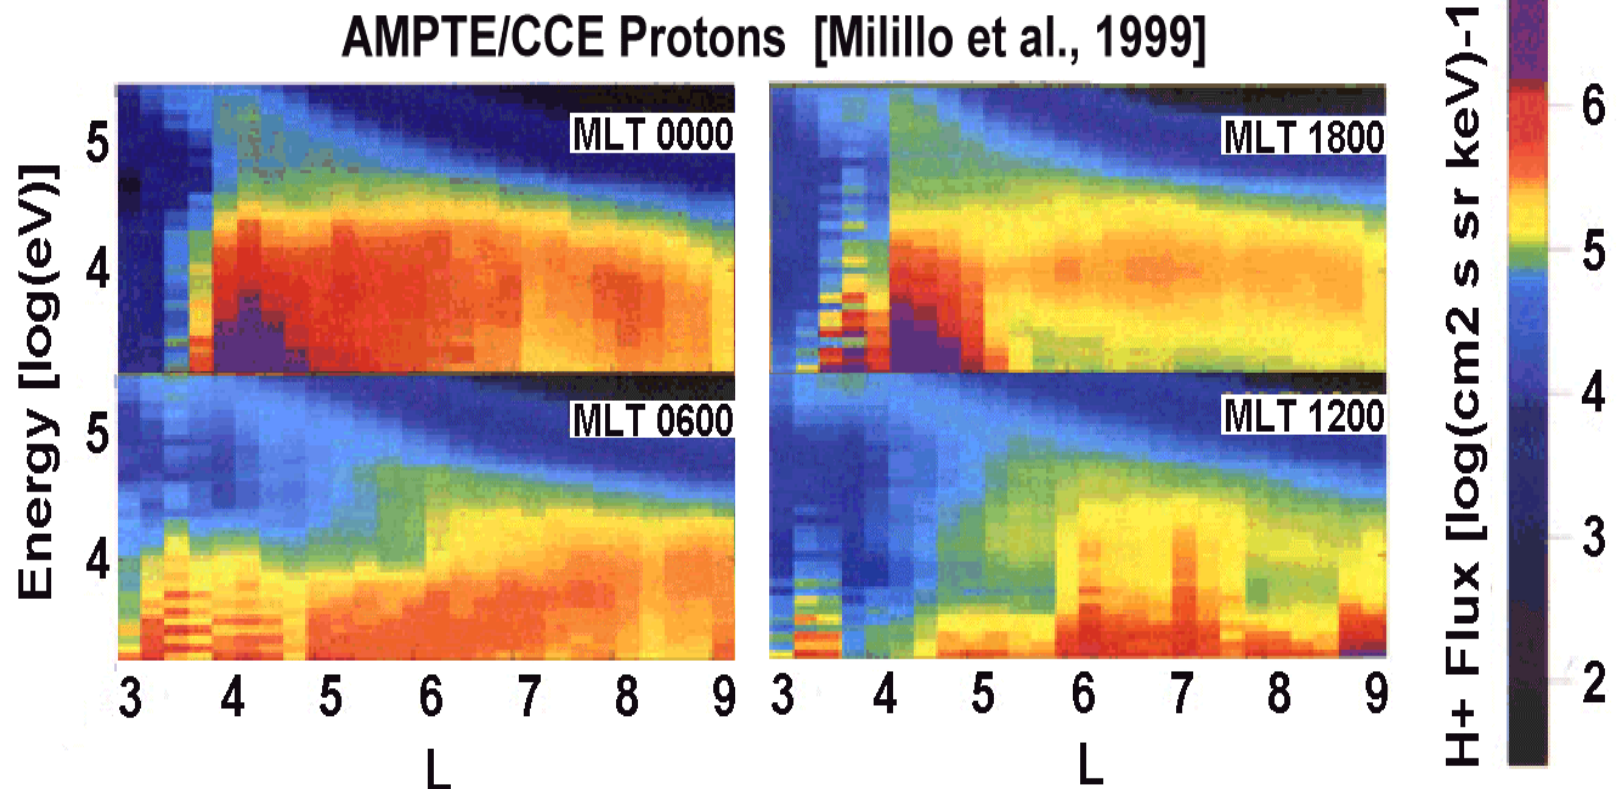 AMPTE/CCE Protons [Milillo et al., 1999]
Energy [log(eV)]
5
4
5
4
MLT 0000
MLT 1800
MLT 0600
MLT 1200
3 4 5 6 7 8 9
L
3 4 5 6 7 8 9
L
H+ Flux [log(cm2 s sr keV)-1
6
5
4
3
2